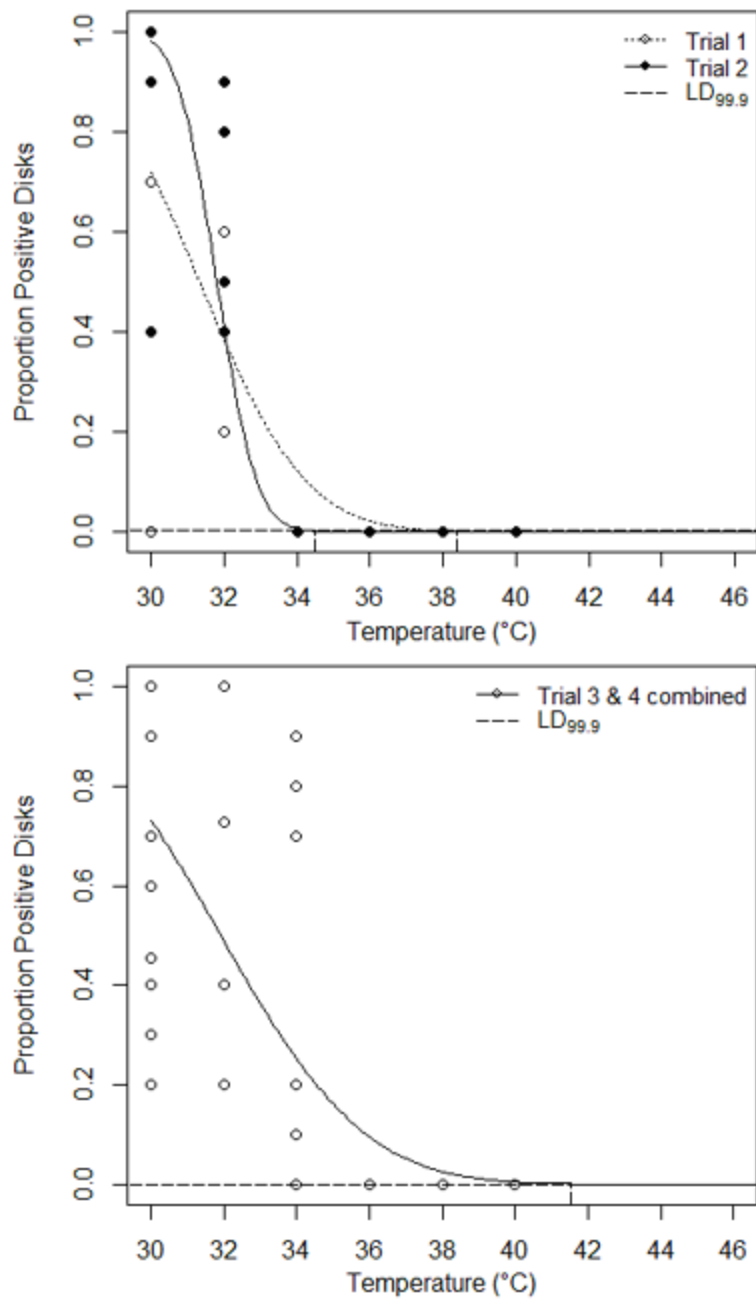 Trial 1
Trial 2
LD99.9
1.0
0.8
0.6
0.4
0.2
0.0
Proportion Positive Disks
30 32 34 36 38 40 42 44 46
Temperature (°C)
Trial 3 & 4 combined
LD99.9
1.0
0.8
0.6
0.4
0.2
0.0
Proportion Positive Disks
30 32 34 36 38 40 42 44 46
Temperature (°C)